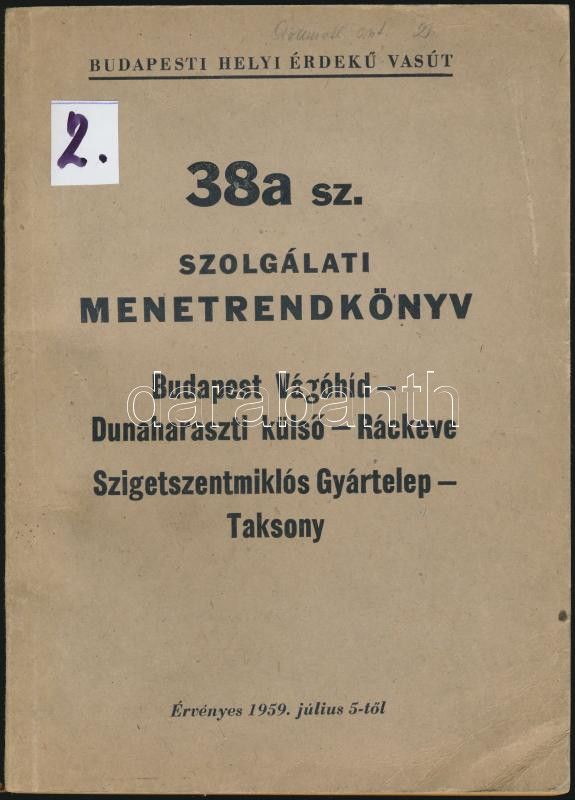 BUDAPESTI HELYI ÉRDEKŰ VASÚT
2.
38a sz.
SZOLGÁLATI
MENETRENDKÖNYV
Budapest Vágóhíd –
Dunaharaszti külső – Ráckeve
Szigetszentmiklós Gyártelep –
Taksony
darabanth
Érvényes 1959. július 5-től